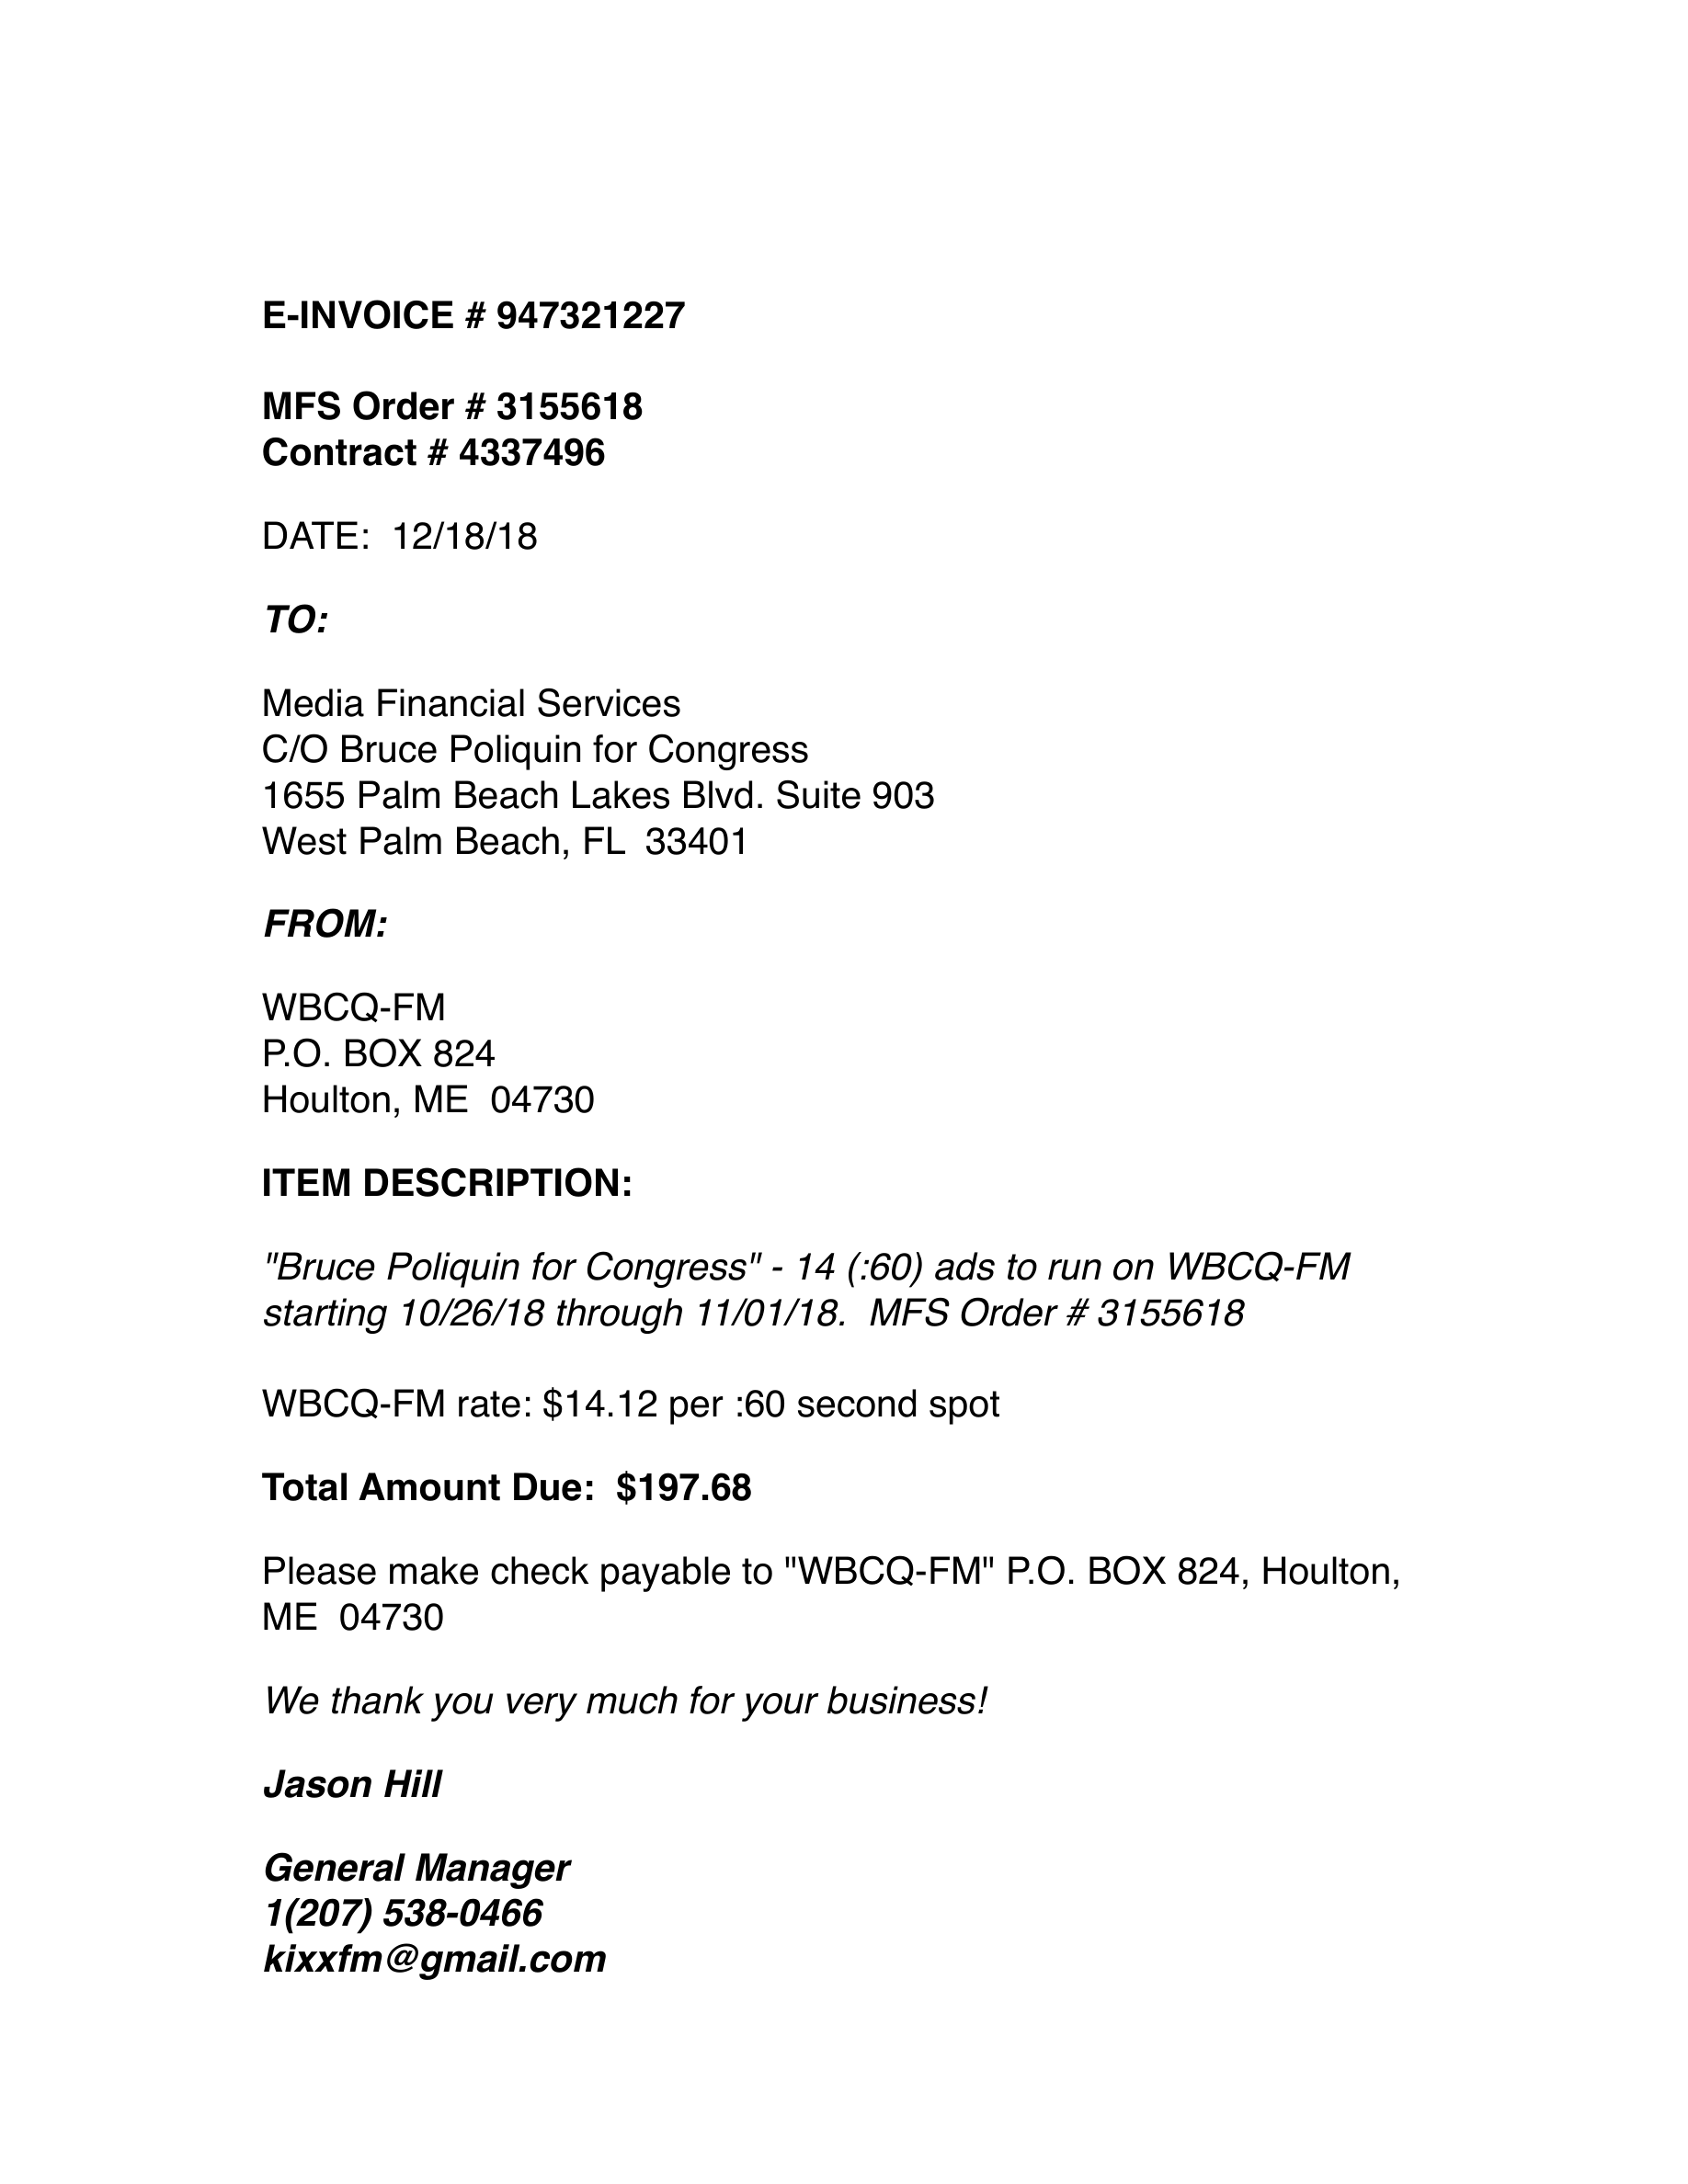 E-INVOICE # 947321227
MFS Order # 3155618
Contract # 4337496
DATE:  12/18/18
TO:
Media Financial Services
C/O Bruce Poliquin for Congress
1655 Palm Beach Lakes Blvd. Suite 903
West Palm Beach, FL  33401
FROM:
WBCQ-FM
P.O. BOX 824
Houlton, ME  04730
ITEM DESCRIPTION:
"Bruce Poliquin for Congress" - 14 (:60) ads to run on WBCQ-FM
starting 10/26/18 through 11/01/18.  MFS Order # 3155618
WBCQ-FM rate: $14.12 per :60 second spot
Total Amount Due:  $197.68
Please make check payable to "WBCQ-FM" P.O. BOX 824, Houlton,
ME  04730
We thank you very much for your business!
Jason Hill
General Manager
1(207) 538-0466
kixxfm@gmail.com